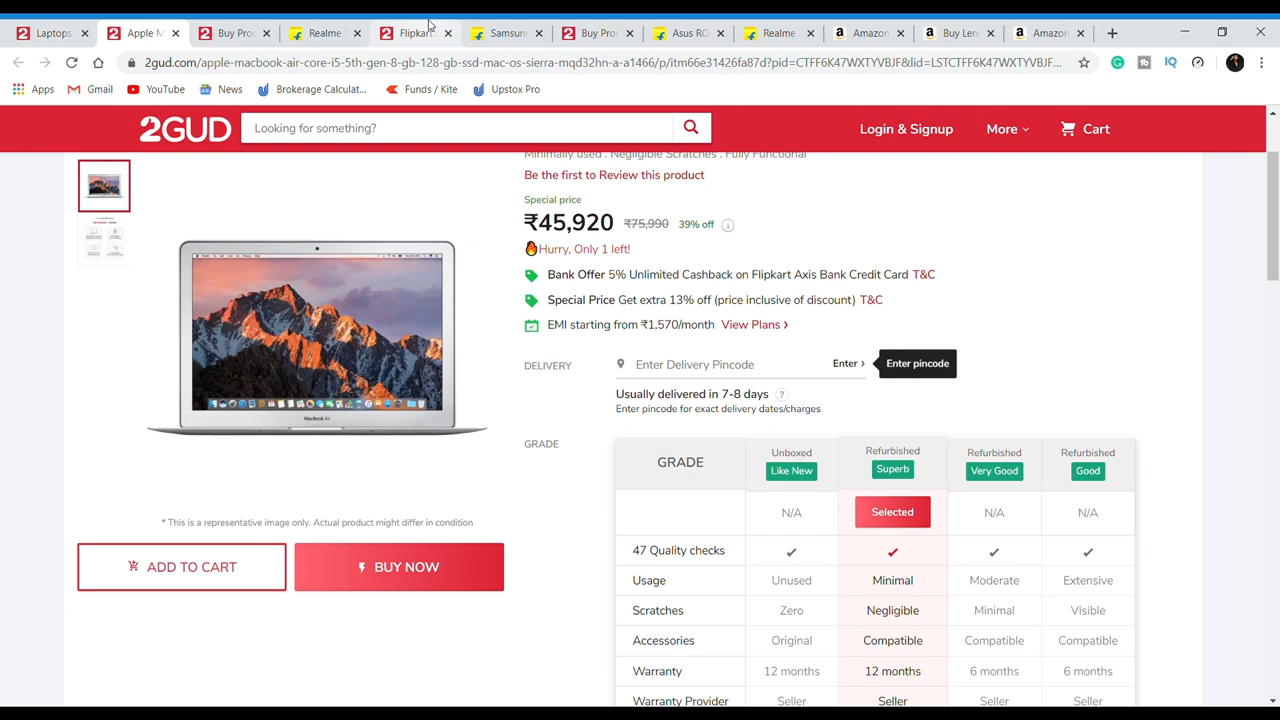 Laptops
Apple M
Buy Pro
Realme
Flipkar
Samsun
Buy Pro
Asus RO
Realme
Amazon
Buy Len
Amazon
2gud.com/apple-macbook-air-core-i5-5th-gen-8-gb-128-gb-ssd-mac-os-sierra-mqd32hn-a-a1466/p/itm66e31426fa87d?pid=CTFF6K47WXTYVBJF&lid=LSTCTFF6K47WXTYVBJF...
Apps Gmail YouTube News Brokerage Calculat... Funds / Kite Upstox Pro
2GUD Looking for something? Login & Signup More Cart
Minimally used . Negligible Scratches . Fully Functional
Be the first to Review this product
Special price
₹45,920 ₹75,990 39% off i
Hurry, Only 1 left!
Bank Offer 5% Unlimited Cashback on Flipkart Axis Bank Credit Card T&C
Special Price Get extra 13% off (price inclusive of discount) T&C
EMI starting from ₹1,570/month View Plans ›
DELIVERY Enter Delivery Pincode Enter › Enter pincode
Usually delivered in 7-8 days ?
Enter pincode for exact delivery dates/charges
MacBook Air
* This is a representative image only. Actual product might differ in condition
ADD TO CART BUY NOW
GRADE
GRADE Unboxed Like New Refurbished Superb Refurbished Very Good Refurbished Good
N/A Selected N/A N/A
47 Quality checks ✓ ✓ ✓ ✓
Usage Unused Minimal Moderate Extensive
Scratches Zero Negligible Minimal Visible
Accessories Original Compatible Compatible Compatible
Warranty 12 months 12 months 6 months 6 months
Warranty Provider Seller Seller Seller Seller